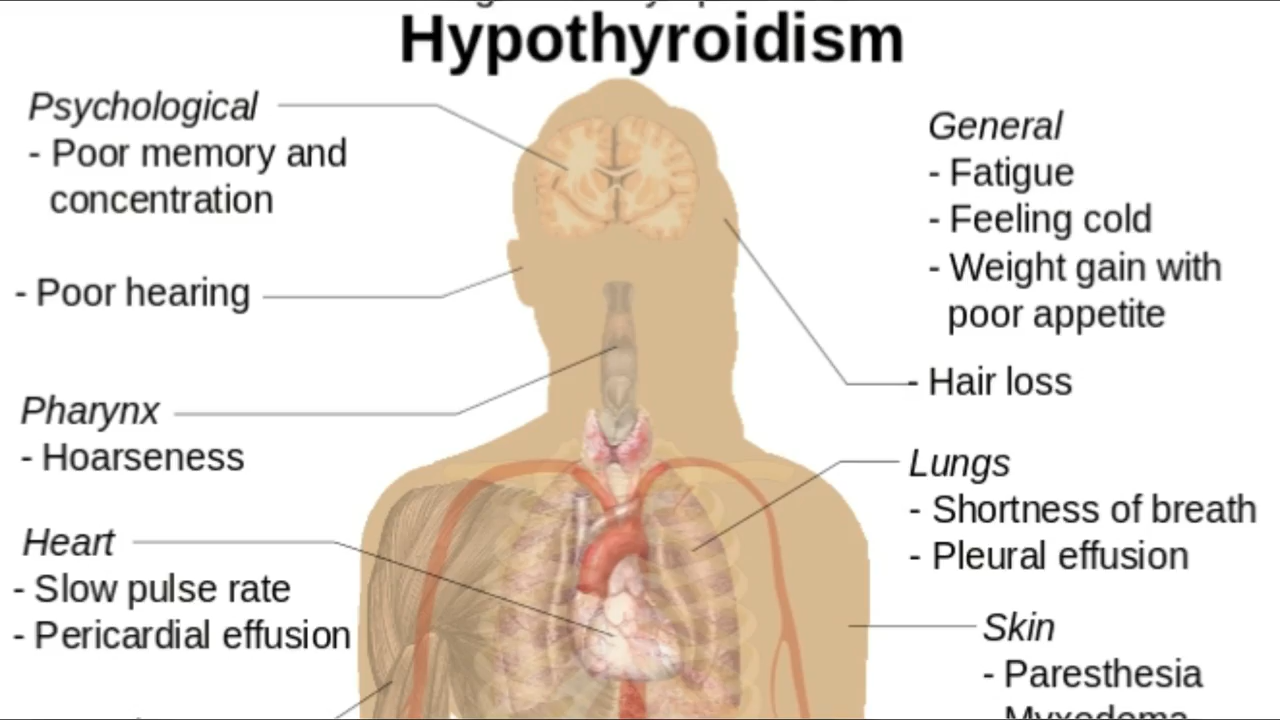 Hypothyroidism
Psychological
- Poor memory and
concentration
- Poor hearing
Pharynx
- Hoarseness
Heart
- Slow pulse rate
- Pericardial effusion
General
- Fatigue
- Feeling cold
- Weight gain with
poor appetite
- Hair loss
Lungs
- Shortness of breath
- Pleural effusion
Skin
- Paresthesia
Myxedema